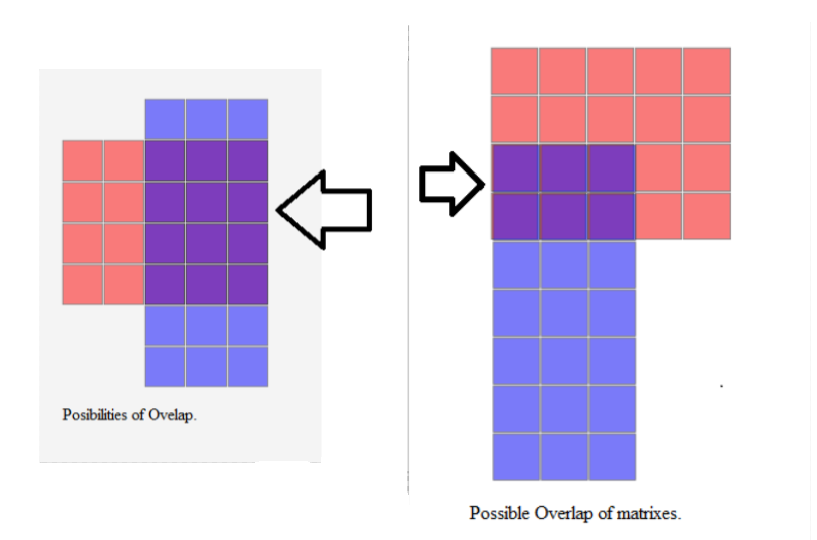 Posibilities of Ovelap.
Possible Overlap of matrixes.